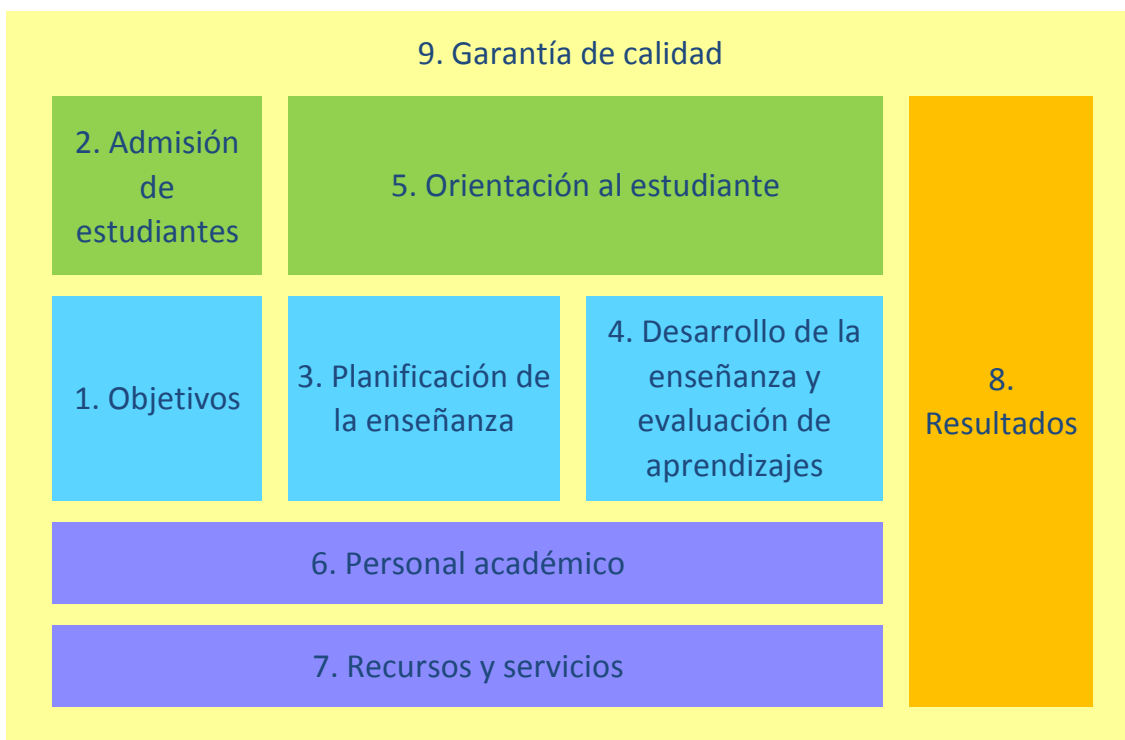 9. Garantía de calidad
2. Admisión
de
estudiantes
5. Orientación al estudiante
1. Objetivos
3. Planificación de
la enseñanza
4. Desarrollo de la
enseñanza y
evaluación de
aprendizajes
8.
Resultados
6. Personal académico
7. Recursos y servicios